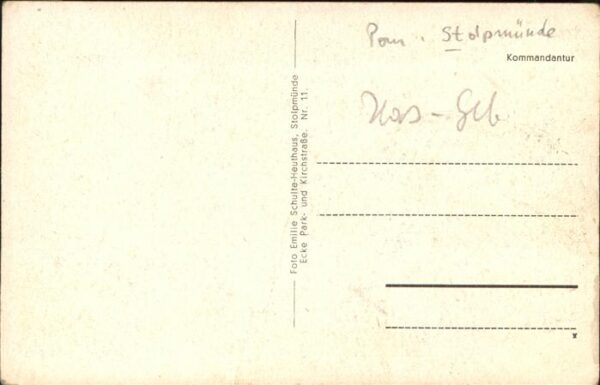 Pom. Stolpmünde
Kommandantur
Foto Emilie Schulte-Heuthaus, Stolpmünde
Ecke Park- und Kirchstraße. Nr. 11.